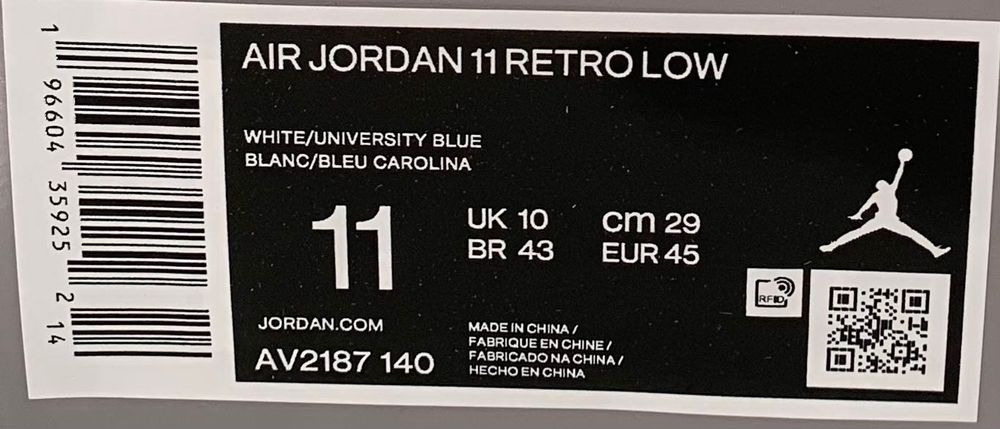 1 96604 35925 2 14
AIR JORDAN 11 RETRO LOW
WHITE/UNIVERSITY BLUE
BLANC/BLEU CAROLINA
11
UK 10
cm 29
BR 43
EUR 45
RFID
JORDAN.COM
AV2187 140
MADE IN CHINA /
FABRIQUE EN CHINE /
FABRICADO NA CHINA /
HECHO EN CHINA